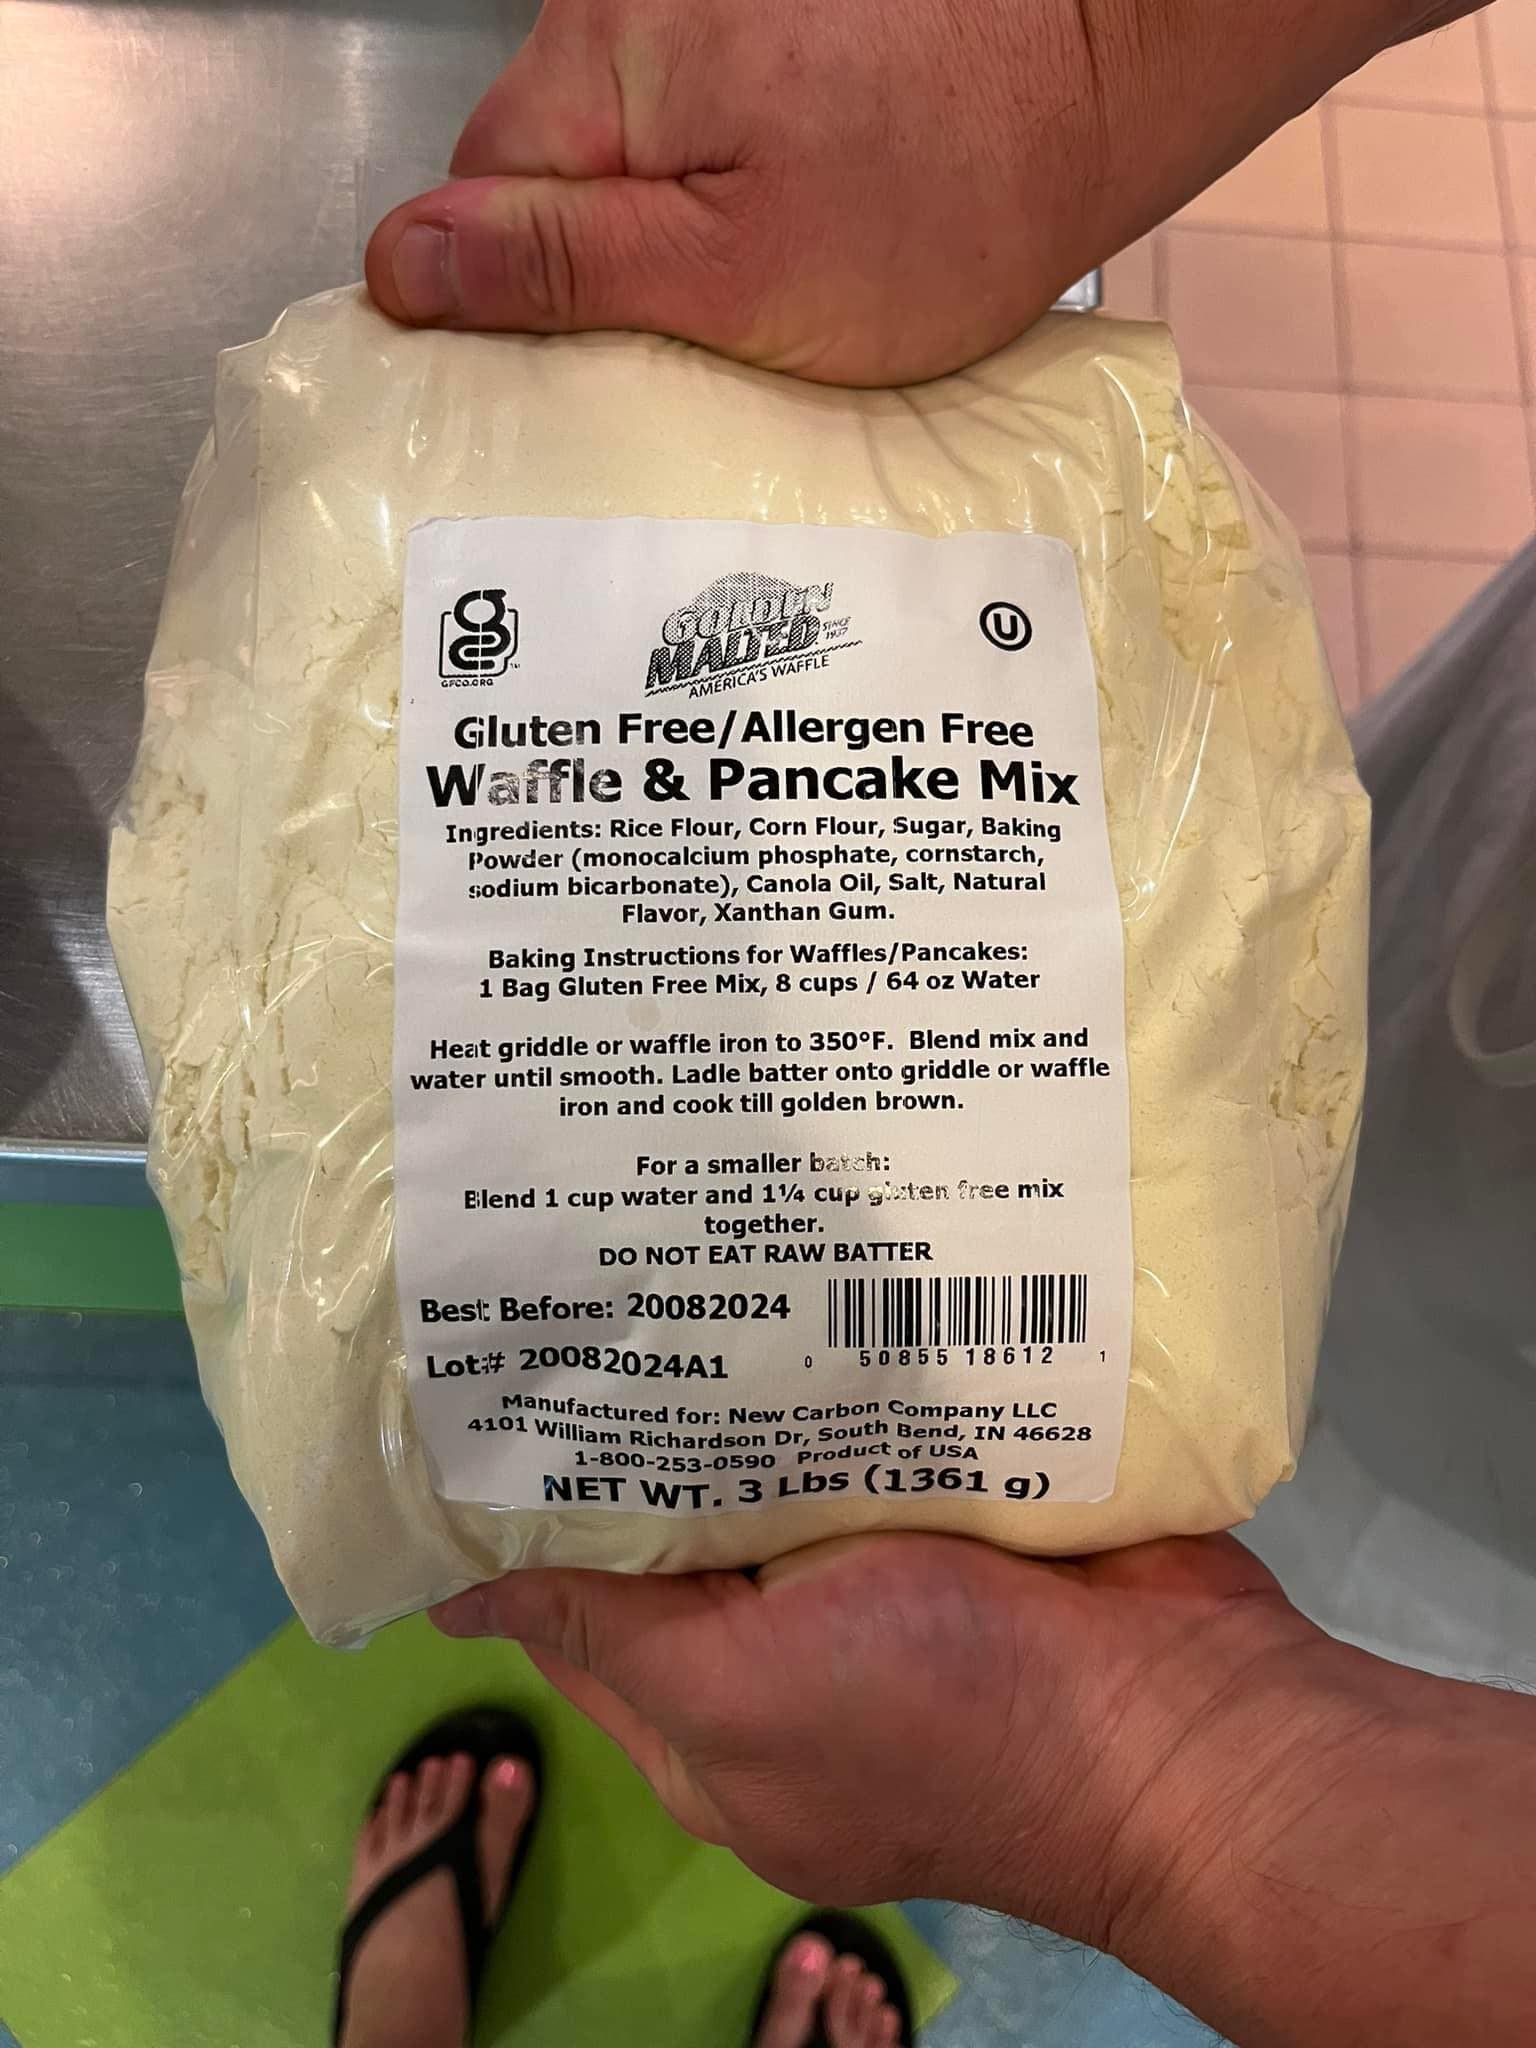 GFCO.ORG
GOLDEN
MALTED
SINCE
1937
AMERICA'S WAFFLE
U
Gluten Free/Allergen Free
Waffle & Pancake Mix
Ingredients: Rice Flour, Corn Flour, Sugar, Baking
Powder (monocalcium phosphate, cornstarch,
sodium bicarbonate), Canola Oil, Salt, Natural
Flavor, Xanthan Gum.
Baking Instructions for Waffles/Pancakes:
1 Bag Gluten Free Mix, 8 cups / 64 oz Water
Heat griddle or waffle iron to 350°F. Blend mix and
water until smooth. Ladle batter onto griddle or waffle
iron and cook till golden brown.
For a smaller batch:
Blend 1 cup water and 1¼ cup gluten free mix
together.
DO NOT EAT RAW BATTER
Best Before: 20082024
Lot# 20082024A1
0 50855 18612 1
Manufactured for: New Carbon Company LLC
4101 William Richardson Dr, South Bend, IN 46628
1-800-253-0590 Product of USA
NET WT. 3 Lbs (1361 g)